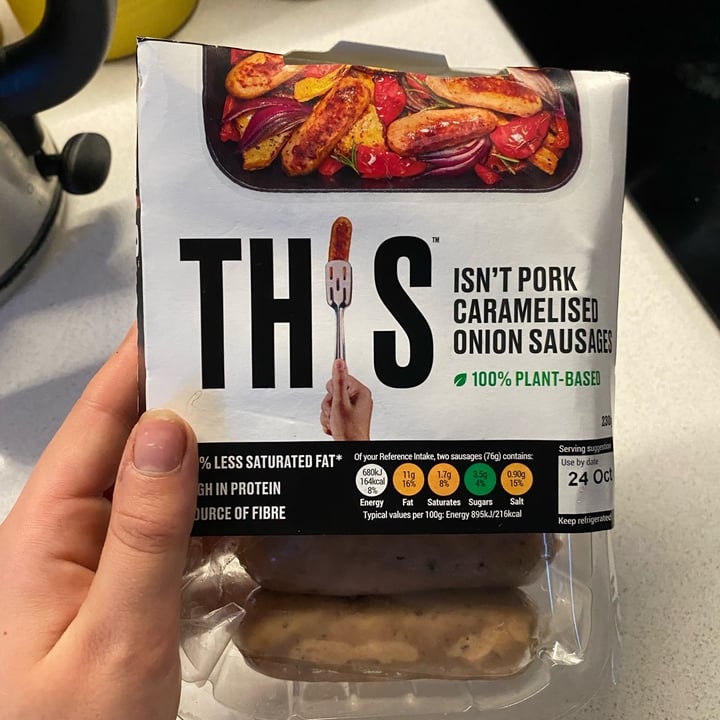 THIS™
ISN'T PORK
CARAMELISED
ONION SAUSAGES
100% PLANT-BASED
% LESS SATURATED FAT*
GH IN PROTEIN
OURCE OF FIBRE
Of your Reference Intake, two sausages (76g) contains:
680kJ 164kcal 8% Energy
11g 16% Fat
1.7g 8% Saturates
3.5g 4% Sugars
0.90g 15% Salt
Typical values per 100g: Energy 895kJ/216kcal
Serving suggestion
Use by date
24 Oct
Keep refrigerated